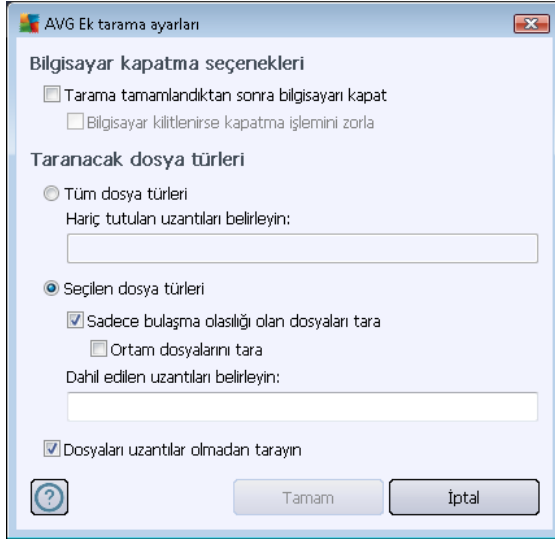 AVG Ek tarama ayarları
Bilgisayar kapatma seçenekleri
Tarama tamamlandıktan sonra bilgisayarı kapat
Bilgisayar kilitlenirse kapatma işlemini zorla
Taranacak dosya türleri
Tüm dosya türleri
Hariç tutulan uzantıları belirleyin:
Seçilen dosya türleri
Sadece bulaşma olasılığı olan dosyaları tara
Ortam dosyalarını tara
Dahil edilen uzantıları belirleyin:
Dosyaları uzantılar olmadan tarayın
? Tamam İptal